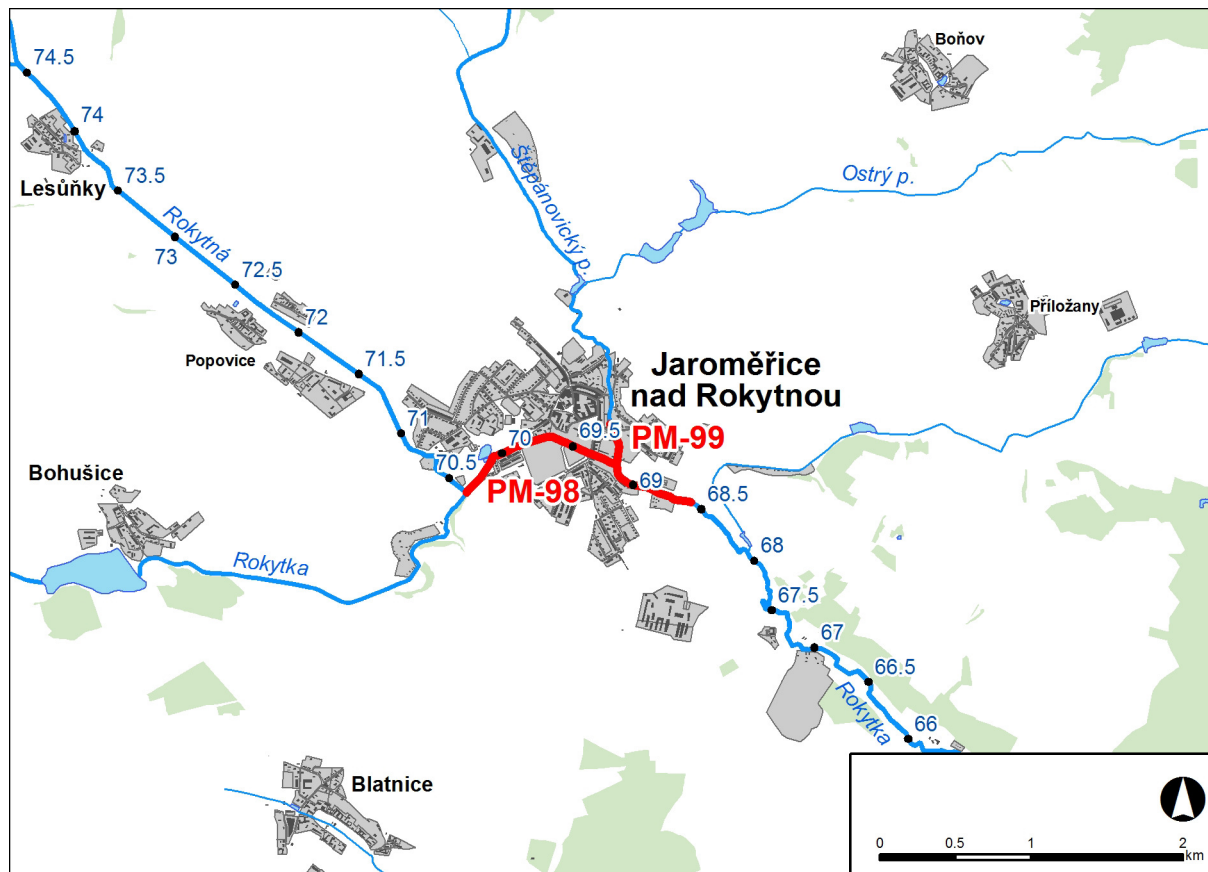 Boňov
74.5
74
Lesůňky
73.5
Štěpánovický p.
Ostrý p.
Rokytná
73
72.5
Příložany
72
Popovice
71.5
Jaroměřice
nad Rokytnou
71
70
69.5
PM-99
70.5
Bohušice
PM-98
69
68.5
68
Rokytka
67.5
67
66.5
Rokytka
66
Blatnice
0 0.5 1 2
km